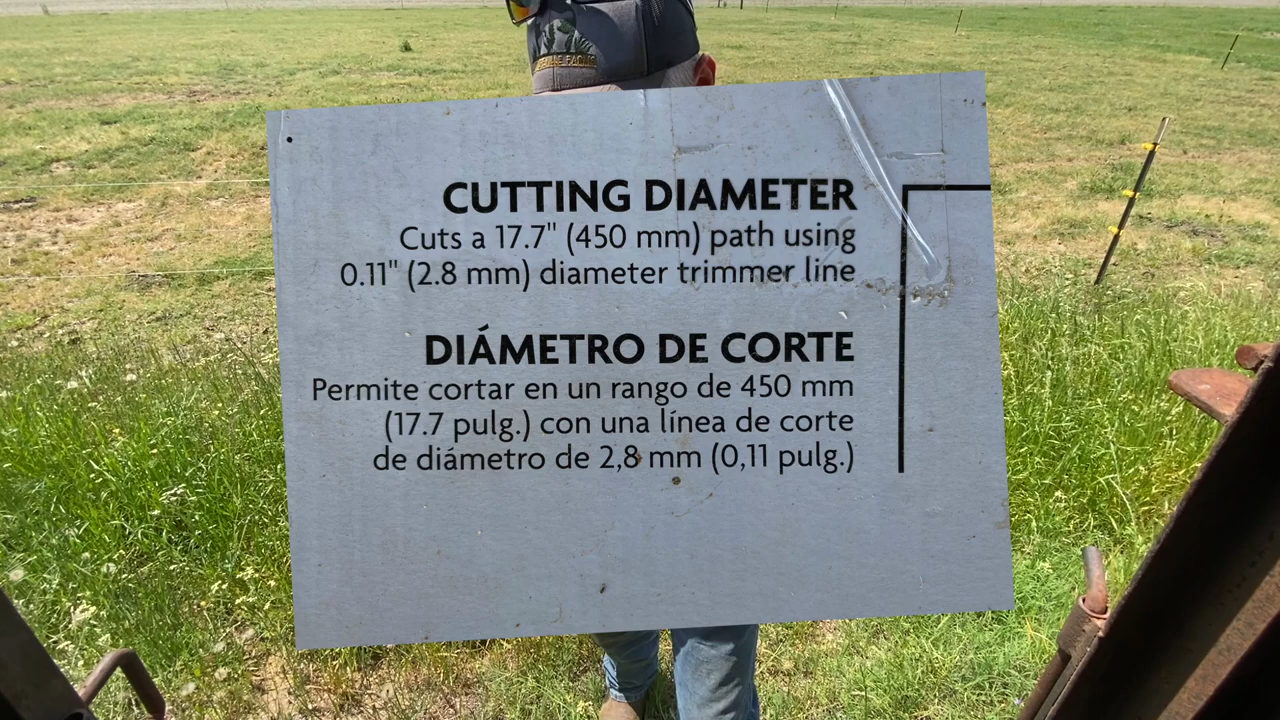 CUTTING DIAMETER
Cuts a 17.7" (450 mm) path using
0.11" (2.8 mm) diameter trimmer line
DIÁMETRO DE CORTE
Permite cortar en un rango de 450 mm
(17.7 pulg.) con una línea de corte
de diámetro de 2,8 mm (0,11 pulg.)